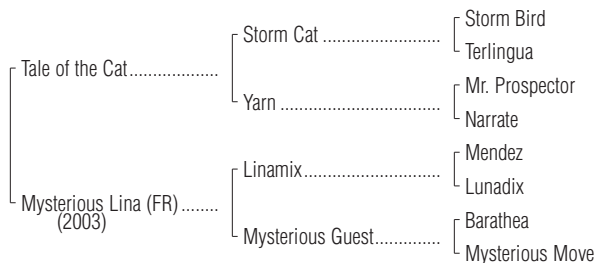 Storm Bird
Storm Cat ........................
Terlingua
Tale of the Cat..................
Mr. Prospector
Yarn .................................
Narrate
Mendez
Linamix............................
Lunadix
Mysterious Lina (FR) ........
(2003)
Barathea
Mysterious Guest.............
Mysterious Move